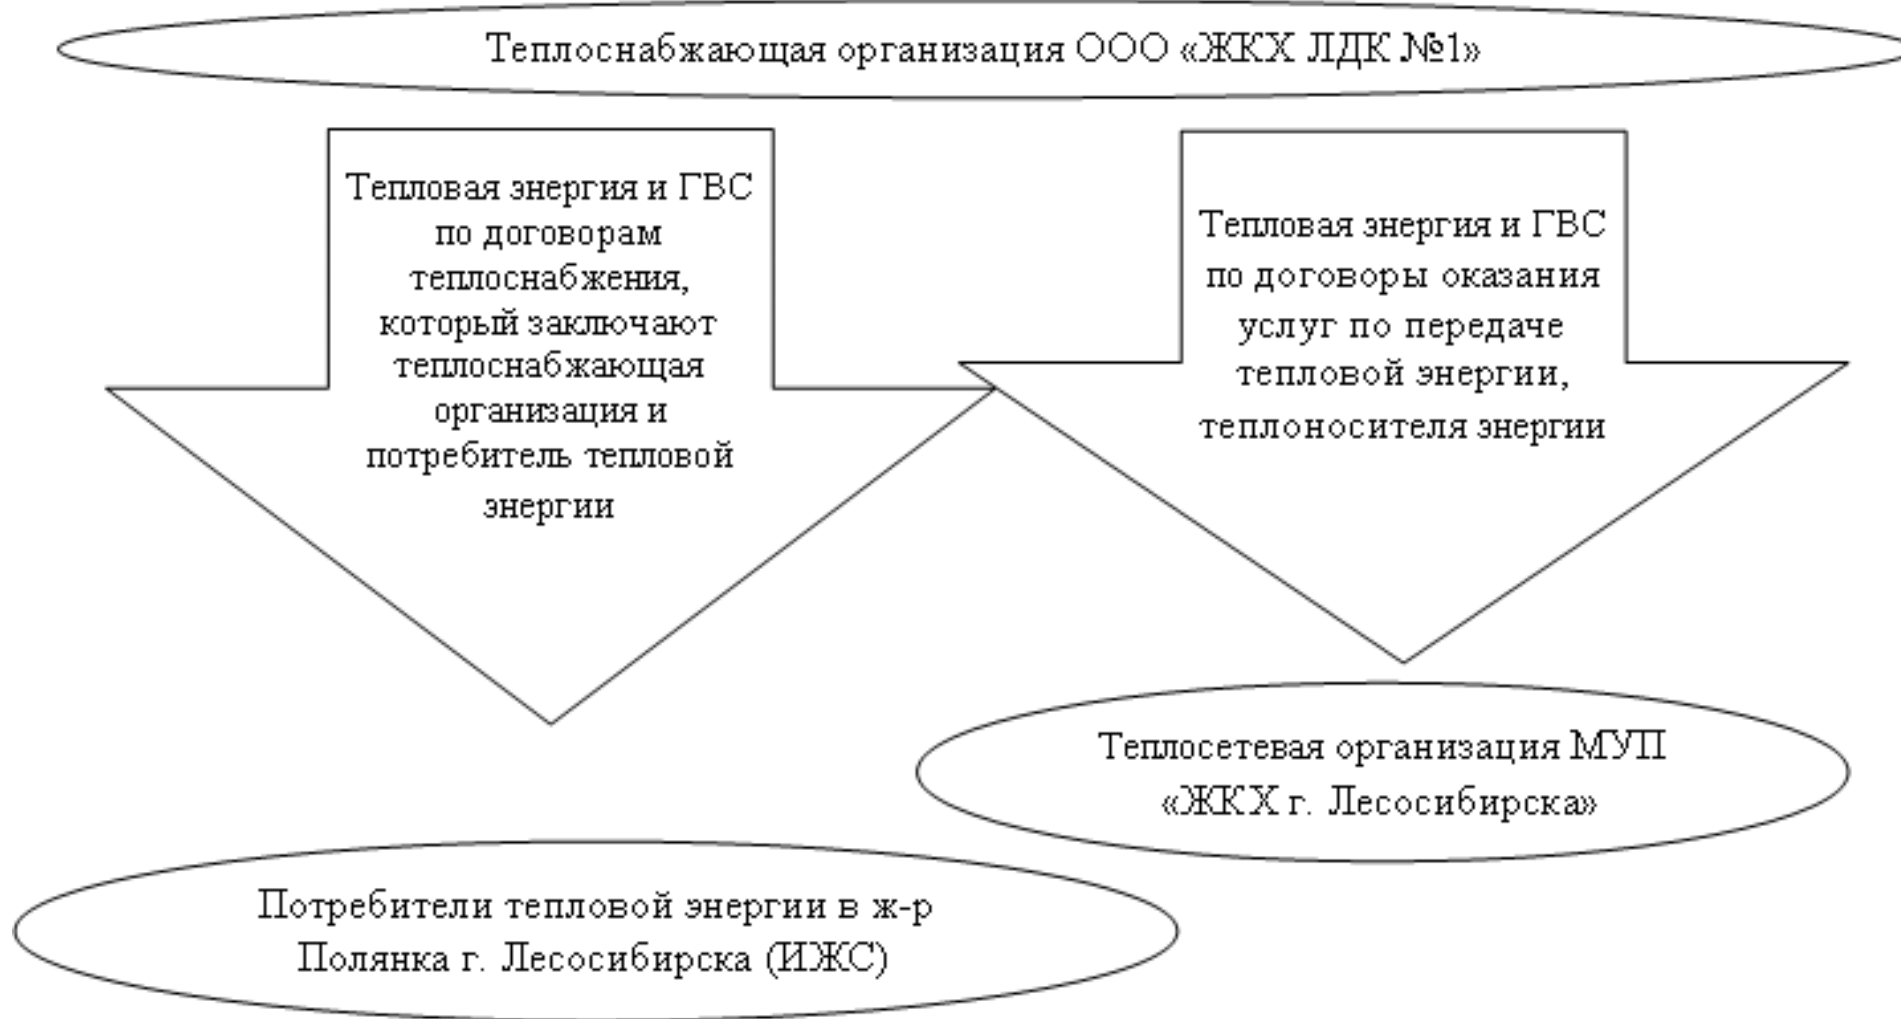 Теплоснабжающая организация ООО «ЖКХ ЛДК №1»
Тепловая энергия и ГВС
по договорам
теплоснабжения,
который заключают
теплоснабжающая
организация и
потребитель тепловой
энергии
Тепловая энергия и ГВС
по договоры оказания
услуг по передаче
тепловой энергии,
теплоносителя энергии
Теплосетевая организация МУП
«ЖКХ г. Лесосибирска»
Потребители тепловой энергии в ж-р
Полянка г. Лесосибирска (ИЖС)